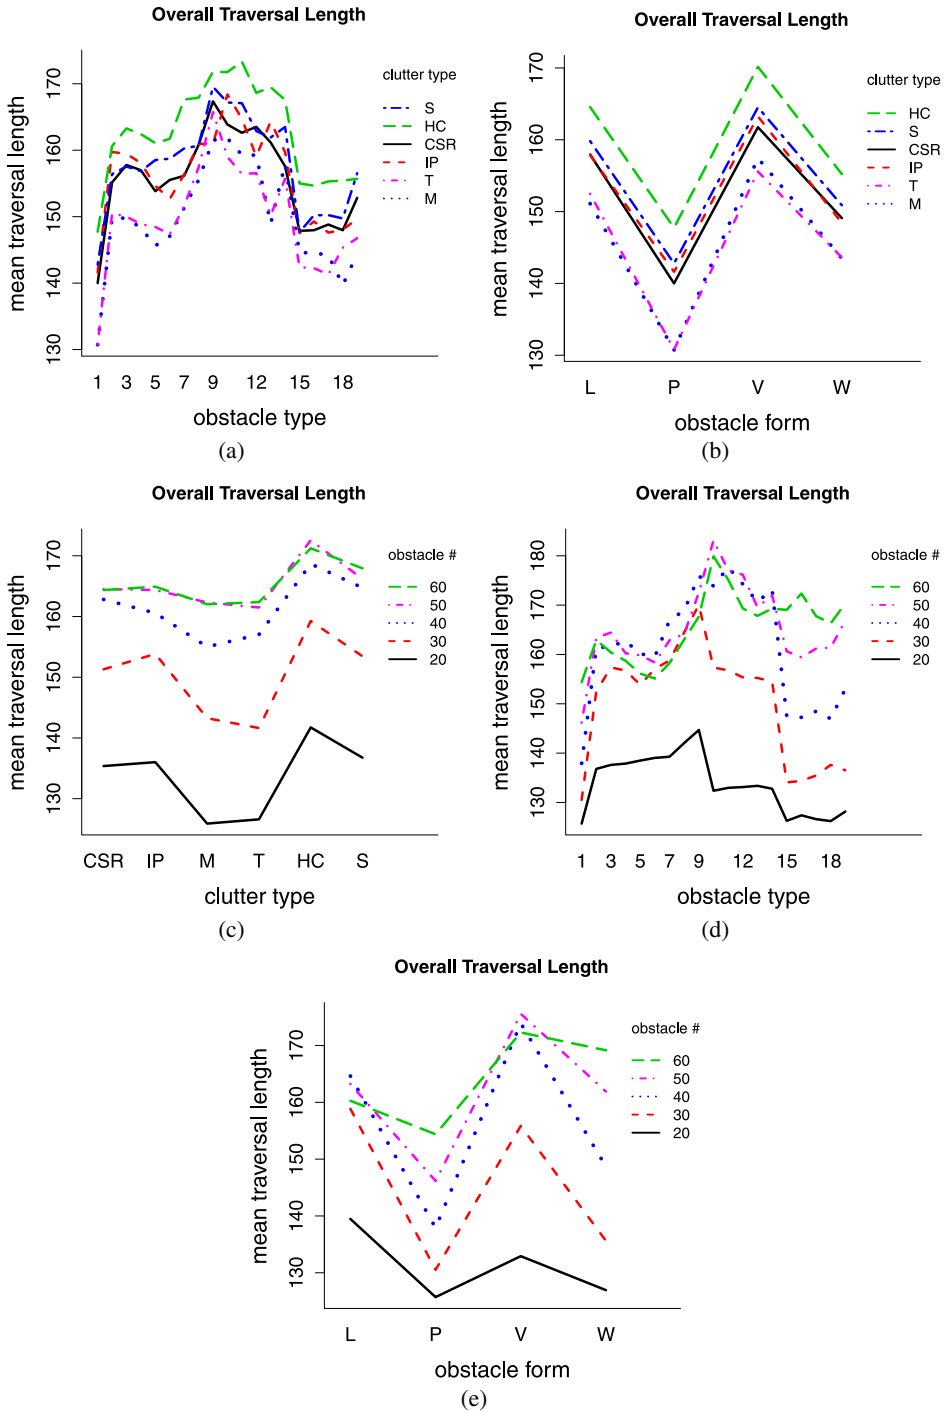 Overall Traversal Length
mean traversal length
130 140 150 160 170
1 3 5 7 9 12 15 18
obstacle type
clutter type
S
HC
CSR
IP
T
M
(a)
Overall Traversal Length
mean traversal length
130 140 150 160 170
L P V W
obstacle form
clutter type
HC
S
CSR
IP
T
M
(b)
Overall Traversal Length
mean traversal length
130 140 150 160 170
CSR IP M T HC S
clutter type
obstacle #
60
50
40
30
20
(c)
Overall Traversal Length
mean traversal length
130 140 150 160 170 180
1 3 5 7 9 12 15 18
obstacle type
obstacle #
60
50
40
30
20
(d)
Overall Traversal Length
mean traversal length
130 140 150 160 170
L P V W
obstacle form
obstacle #
60
50
40
30
20
(e)